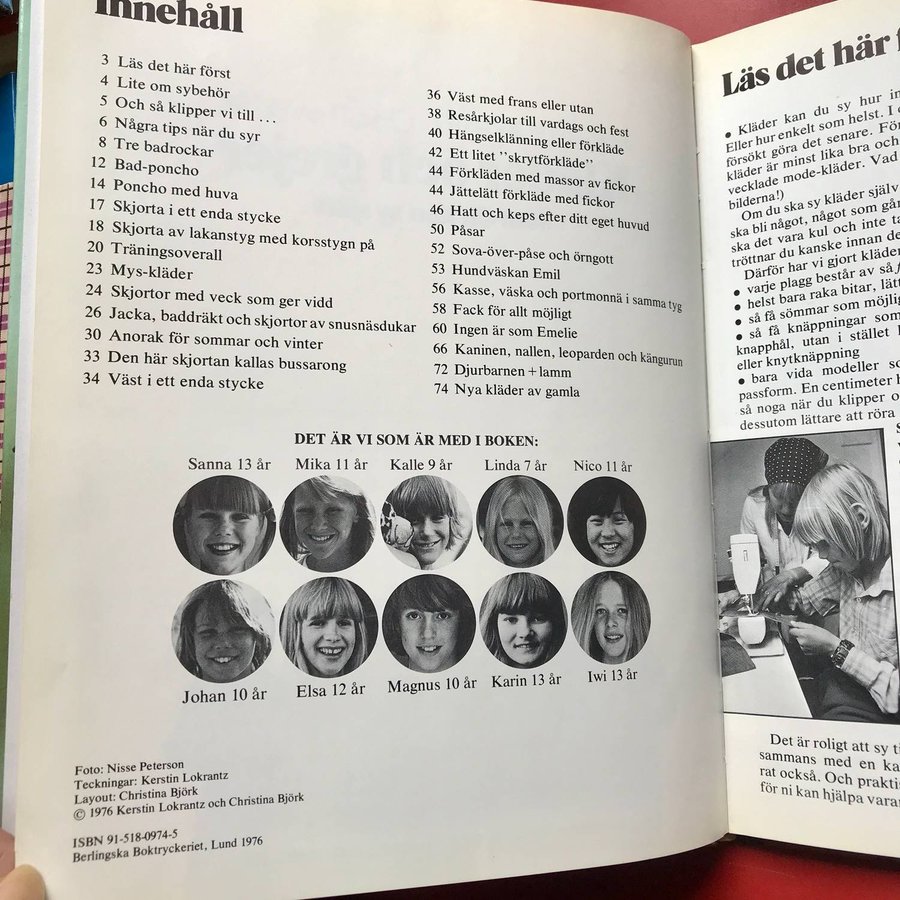 Innehåll
3 Läs det här först
4 Lite om sybehör
5 Och så klipper vi till . . .
6 Några tips när du syr
8 Tre badrockar
12 Bad-poncho
14 Poncho med huva
17 Skjorta i ett enda stycke
18 Skjorta av lakanstyg med korsstygn på
20 Träningsoverall
23 Mys-kläder
24 Skjortor med veck som ger vidd
26 Jacka, baddräkt och skjortor av snusnäsdukar
30 Anorak för sommar och vinter
33 Den här skjortan kallas bussarong
34 Väst i ett enda stycke
36 Väst med frans eller utan
38 Resårkjolar till vardags och fest
40 Hängselklänning eller förkläde
42 Ett litet "skrytförkläde"
44 Förkläden med massor av fickor
44 Jättelätt förkläde med fickor
46 Hatt och keps efter ditt eget huvud
50 Påsar
52 Sova-över-påse och örngott
53 Hundväskan Emil
56 Kasse, väska och portmonnä i samma tyg
58 Fack för allt möjligt
60 Ingen är som Emelie
66 Kaninen, nallen, leoparden och kängurun
72 Djurbarnen + lamm
74 Nya kläder av gamla
DET ÄR VI SOM ÄR MED I BOKEN:
Sanna 13 år Mika 11 år Kalle 9 år Linda 7 år Nico 11 år
Johan 10 år Elsa 12 år Magnus 10 år Karin 13 år Iwi 13 år
Foto: Nisse Peterson
Teckningar: Kerstin Lokrantz
Layout: Christina Björk
© 1976 Kerstin Lokrantz och Christina Björk
ISBN 91-518-0974-5
Berlingska Boktryckeriet, Lund 1976
Läs det här
• Kläder kan du sy hur
Eller hur enkelt som helst. I
försökt göra det senare. För
kläder är minst lika bra och
vecklade mode-kläder. Vad
bilderna!)
Om du ska sy kläder själv
ska bli något, något som går
ska det vara kul och inte ta
tröttnar du kanske innan de
Därför har vi gjort kläder
• varje plagg består av så
• helst bara raka bitar, lätt
• så få sömmar som möjlig
• så få knäppningar som
knapphål, utan i stället
eller knytknäppning
• bara vida modeller
passform. En centimeter
så noga när du klipper
dessutom lättare att röra
Det är roligt att sy
sammans med en
rat också. Och prakti
för ni kan hjälpa varan